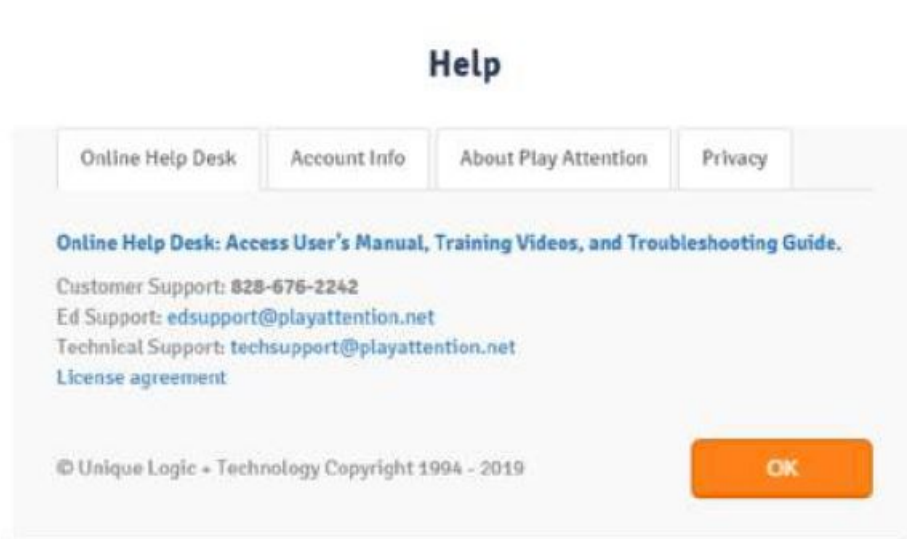 Help
Online Help Desk
Account Info
About Play Attention
Privacy
Online Help Desk: Access User's Manual, Training Videos, and Troubleshooting Guide.
Customer Support: 828-676-2242
Ed Support: edsupport@playattention.net
Technical Support: techsupport@playattention.net
License agreement
© Unique Logic + Technology Copyright 1994 - 2019
OK